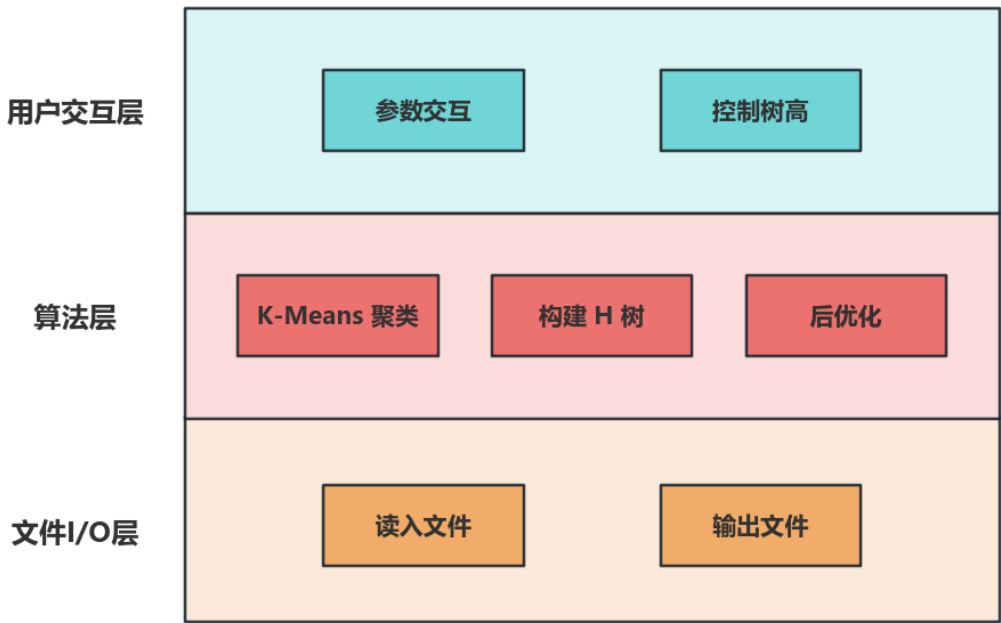 用户交互层
参数交互
控制树高
算法层
K-Means 聚类
构建 H 树
后优化
文件I/O层
读入文件
输出文件